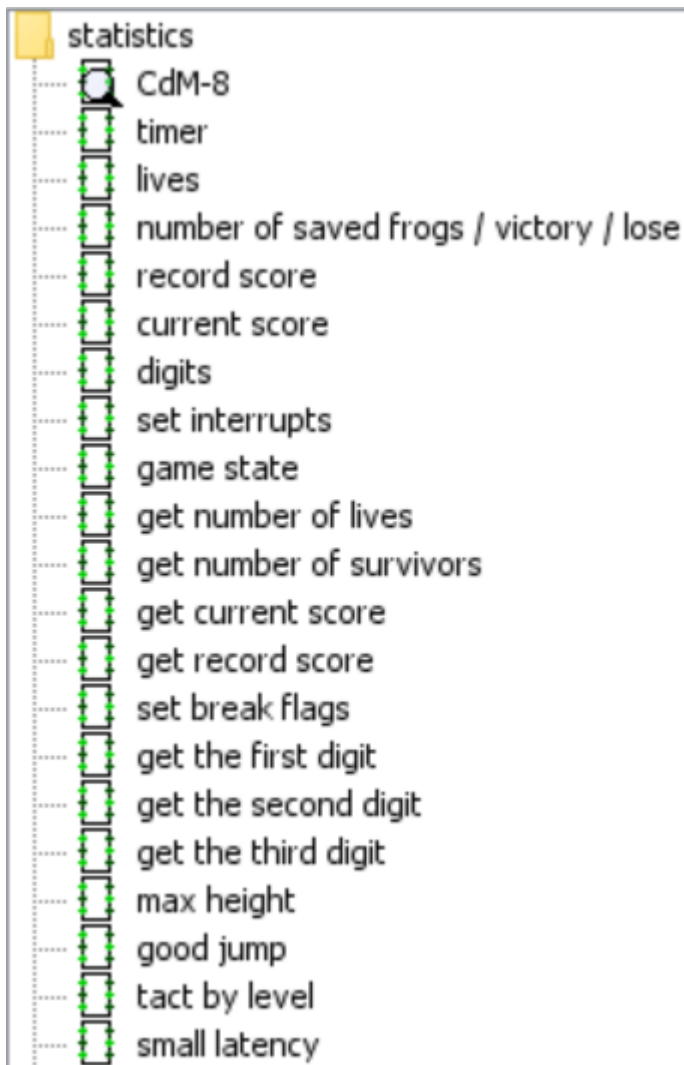 statistics
CdM-8
timer
lives
number of saved frogs / victory / lose
record score
current score
digits
set interrupts
game state
get number of lives
get number of survivors
get current score
get record score
set break flags
get the first digit
get the second digit
get the third digit
max height
good jump
tact by level
small latency